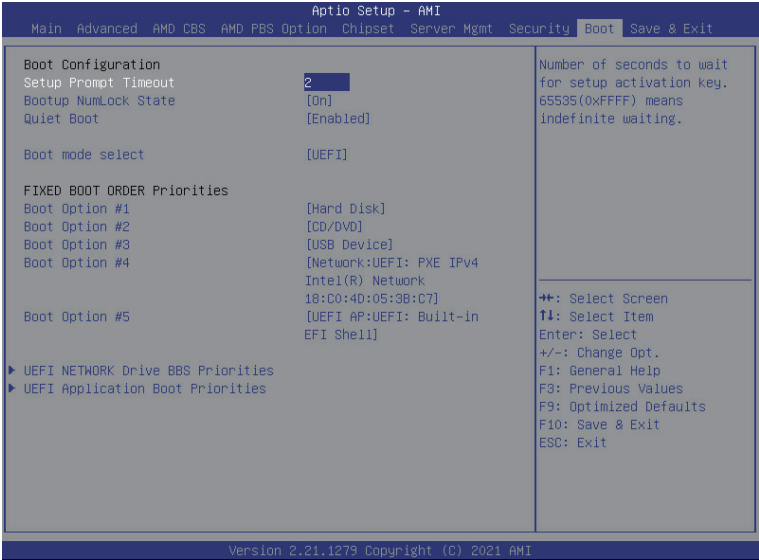 Aptio Setup – AMI
Main Advanced AMD CBS AMD PBS Option Chipset Server Mgmt Security Boot Save & Exit
Boot Configuration
Setup Prompt Timeout 2
Bootup NumLock State [On]
Quiet Boot [Enabled]
Boot mode select [UEFI]
FIXED BOOT ORDER Priorities
Boot Option #1 [Hard Disk]
Boot Option #2 [CD/DVD]
Boot Option #3 [USB Device]
Boot Option #4 [Network:UEFI: PXE IPv4
Intel(R) Network
18:C0:4D:05:3B:C7]
Boot Option #5 [UEFI AP:UEFI: Built-in
EFI Shell]
UEFI NETWORK Drive BBS Priorities
UEFI Application Boot Priorities
Number of seconds to wait
for setup activation key.
65535(0xFFFF) means
indefinite waiting.
→←: Select Screen
↑↓: Select Item
Enter: Select
+/-: Change Opt.
F1: General Help
F3: Previous Values
F9: Optimized Defaults
F10: Save & Exit
ESC: Exit
Version 2.21.1279 Copyright (C) 2021 AMI